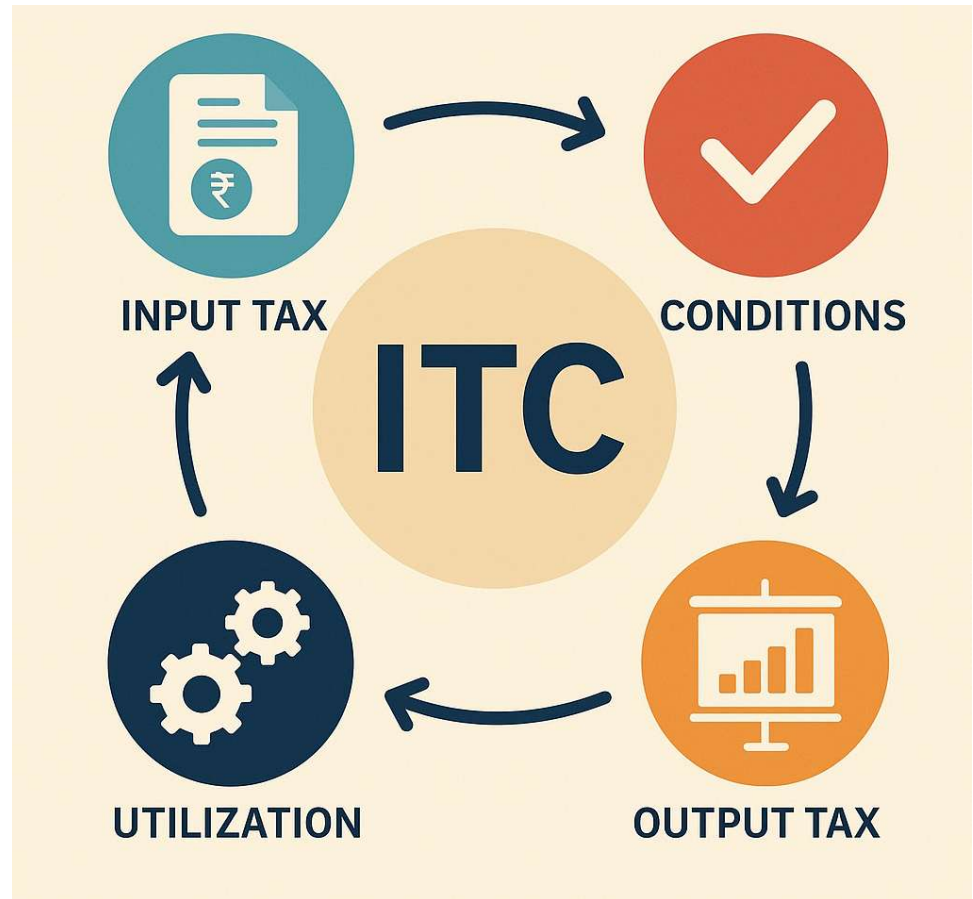 ₹
INPUT TAX
CONDITIONS
ITC
UTILIZATION
OUTPUT TAX